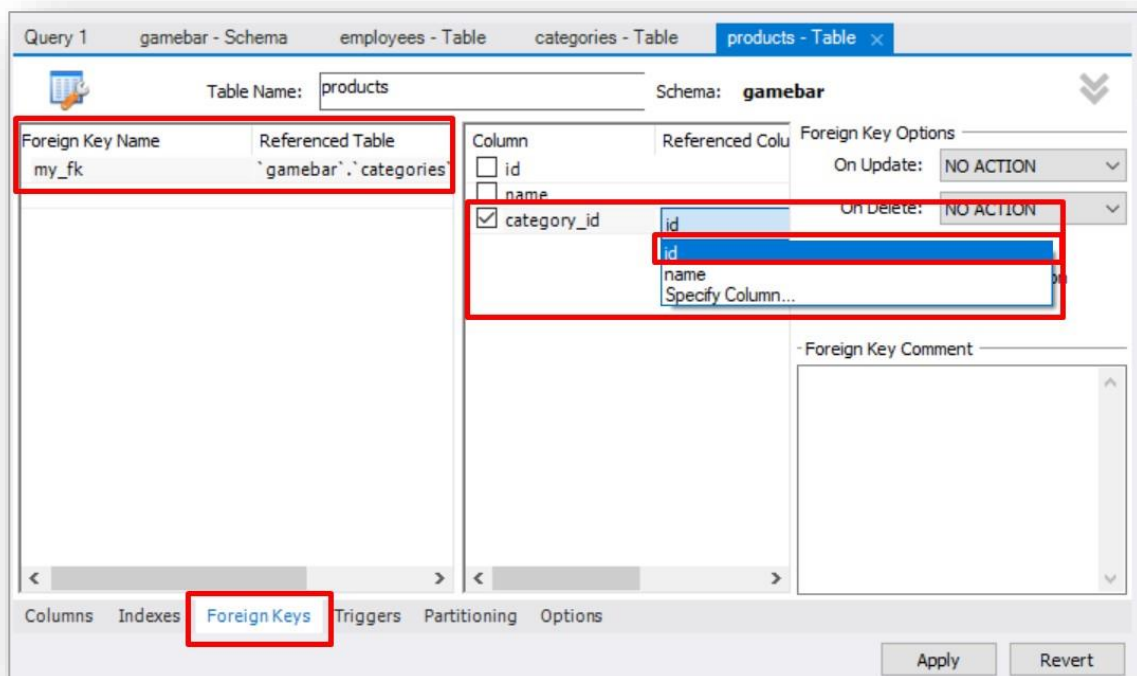 Query 1 gamebar - Schema employees - Table categories - Table products - Table ×
Table Name: products Schema: gamebar
Foreign Key Name Referenced Table
my_fk `gamebar`.`categories`
Column Referenced Colu
id
name
category_id id
id
name
Specify Column...
Foreign Key Options
On Update: NO ACTION
On Delete: NO ACTION
Foreign Key Comment
Columns Indexes Foreign Keys Triggers Partitioning Options
Apply Revert